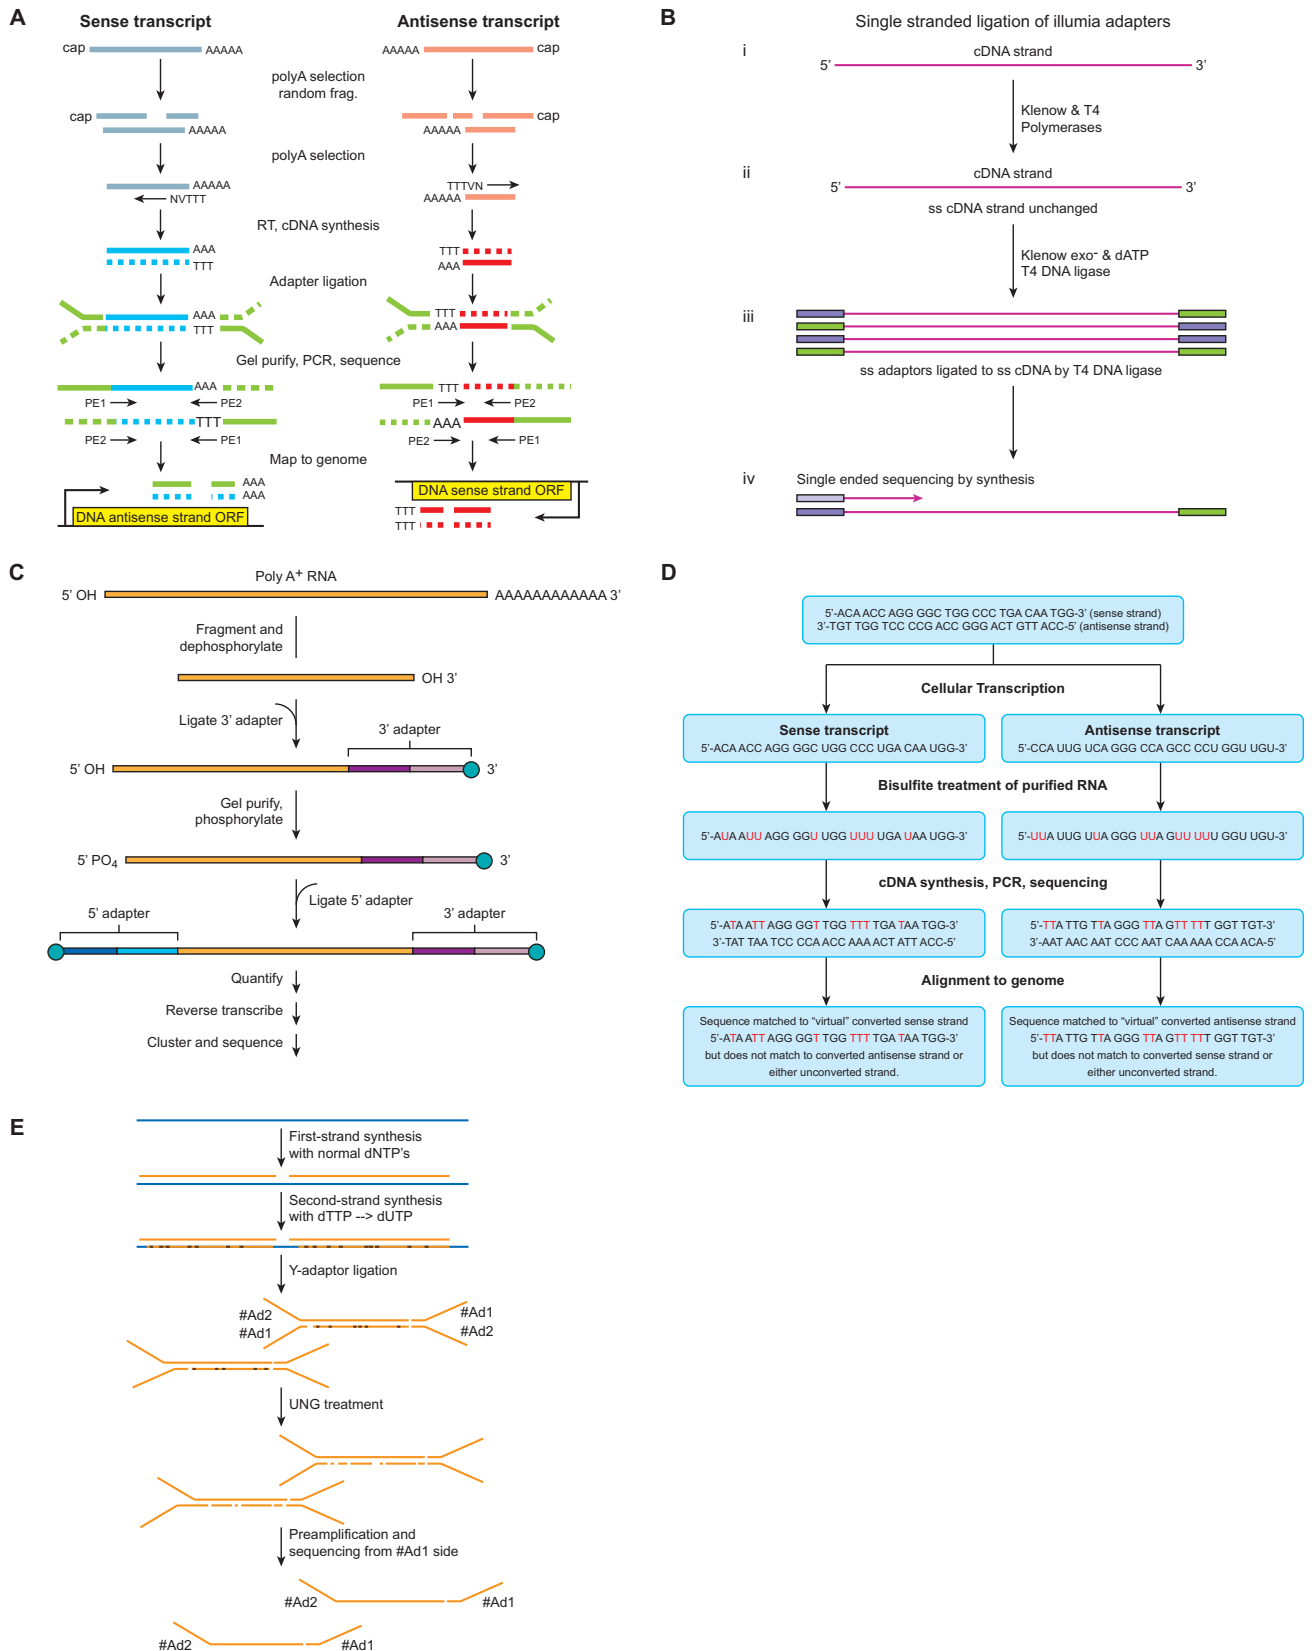 A
Sense transcript
Antisense transcript
cap
AAAAA
AAAAA
cap
polyA selection
random frag.
cap
AAAAA
cap
AAAAA
polyA selection
AAAAA
NVTTT
TTTVN
AAAAA
RT, cDNA synthesis
AAA
TTT
TTT
AAA
Adapter ligation
AAA
TTT
TTT
AAA
Gel purify, PCR, sequence
AAA
PE1
PE2
TTT
PE2
PE1
TTT
PE1
PE2
AAA
PE2
PE1
Map to genome
AAA
AAA
DNA antisense strand ORF
DNA sense strand ORF
TTT
TTT
B
Single stranded ligation of illumia adapters
i
cDNA strand
5’
3’
Klenow & T4
Polymerases
ii
cDNA strand
5’
3’
ss cDNA strand unchanged
Klenow exo- & dATP
T4 DNA ligase
iii
ss adaptors ligated to ss cDNA by T4 DNA ligase
iv
Single ended sequencing by synthesis
C
Poly A+ RNA
5’ OH
AAAAAAAAAAAA 3’
Fragment and
dephosphorylate
OH 3’
Ligate 3’ adapter
3’ adapter
5’ OH
3’
Gel purify,
phosphorylate
5’ PO4
3’
Ligate 5’ adapter
5’ adapter
3’ adapter
Quantify
Reverse transcribe
Cluster and sequence
D
5’-ACA ACC AGG GGC TGG CCC TGA CAA TGG-3’ (sense strand)
3’-TGT TGG TCC CCG ACC GGG ACT GTT ACC-5’ (antisense strand)
Cellular Transcription
Sense transcript
5’-ACA ACC AGG GGC UGG CCC UGA CAA UGG-3’
Antisense transcript
5’-CCA UUG UCA GGG CCA GCC CCU GGU UGU-3’
Bisulfite treatment of purified RNA
5’-AUA AUU AGG GGU UGG UUU UGA UAA UGG-3’
5’-UUA UUG UUA GGG UUA GUU UUU GGU UGU-3’
cDNA synthesis, PCR, sequencing
5’-ATA ATT AGG GGT TGG TTT TGA TAA TGG-3’
3’-TAT TAA TCC CCA ACC AAA ACT ATT ACC-5’
5’-TTA TTG TTA GGG TTA GTT TTT GGT TGT-3’
3’-AAT AAC AAT CCC AAT CAA AAA CCA ACA-5’
Alignment to genome
Sequence matched to “virtual” converted sense strand
5’-ATA ATT AGG GGT TGG TTT TGA TAA TGG-3’
but does not match to converted antisense strand or
either unconverted strand.
Sequence matched to “virtual” converted antisense strand
5’-TTA TTG TTA GGG TTA GTT TTT GGT TGT-3’
but does not match to converted sense strand or
either unconverted strand.
E
First-strand synthesis
with normal dNTP’s
Second-strand synthesis
with dTTP --> dUTP
Y-adaptor ligation
#Ad2
#Ad1
#Ad1
#Ad2
UNG treatment
Preamplification and
sequencing from #Ad1 side
#Ad2
#Ad1
#Ad2
#Ad1